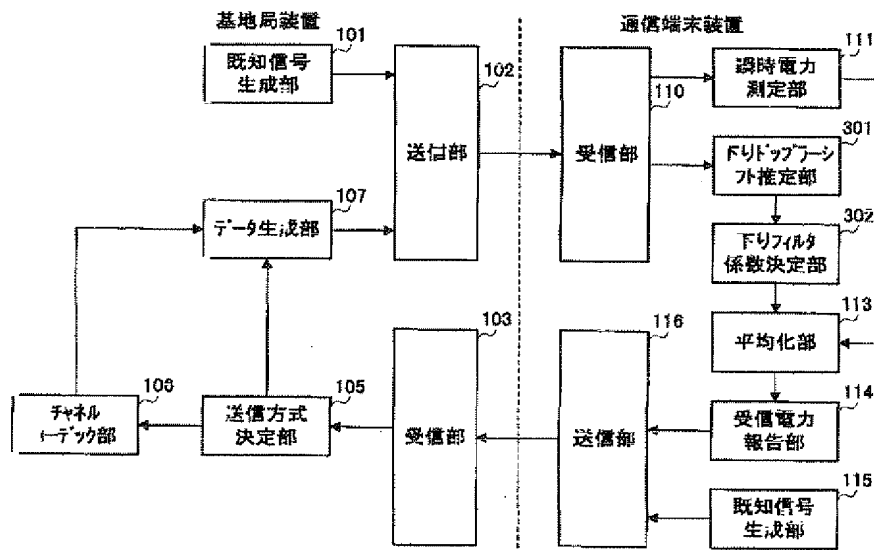 基地局装置
通信端末装置
101
既知信号
生成部
102
送信部
110
受信部
111
瞬時電力
測定部
301
下りドップラーシ
フト推定部
107
データ生成部
302
下りフィルタ
係数決定部
103
受信部
116
送信部
113
平均化部
106
チャネル
コーデック部
105
送信方式
決定部
114
受信電力
報告部
115
既知信号
生成部